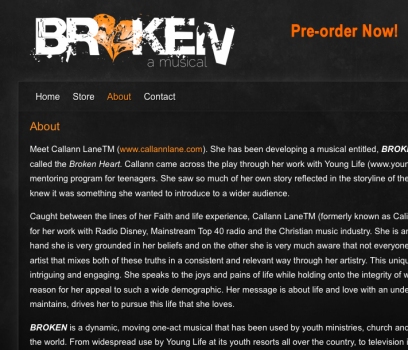 BROKEN
a musical
Pre-order Now!
Home Store About Contact
About
Meet Callann LaneTM (www.callannlane.com). She has been developing a musical entitled, BROK
called the Broken Heart. Callann came across the play through her work with Young Life (www.youn
mentoring program for teenagers. She saw so much of her own story reflected in the storyline of the
knew it was something she wanted to introduce to a wider audience.
Caught between the lines of her Faith and life experience, Callann LaneTM (formerly known as Cali
for her work with Radio Disney, Mainstream Top 40 radio and the Christian music industry. She is an
hand she is very grounded in her beliefs and on the other she is very much aware that not everyone
artist that mixes both of these truths in a consistent and relevant way through her artistry. This uniqu
intriguing and engaging. She speaks to the joys and pains of life while holding onto the integrity of w
reason for her appeal to such a wide demographic. Her message is about life and love with an unde
maintains, drives her to pursue this life that she loves.
BROKEN is a dynamic, moving one-act musical that has been used by youth ministries, church and
the world. From widespread use by Young Life at its youth resorts all over the country, to television i